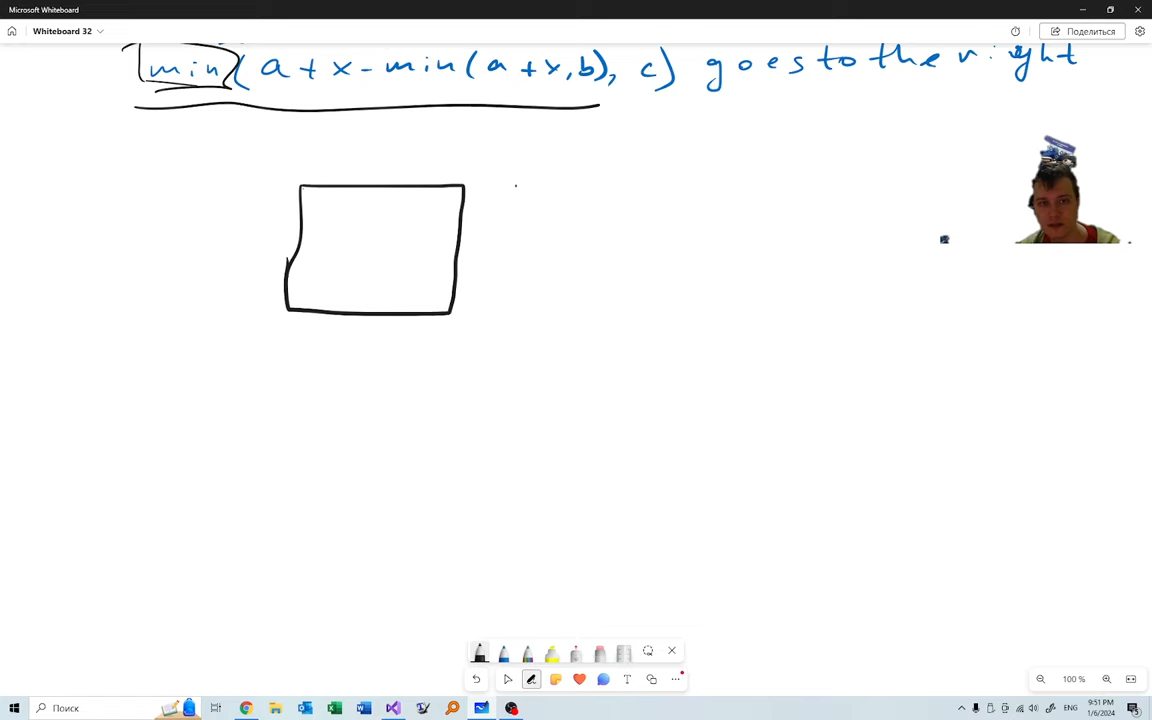 Microsoft Whiteboard
Whiteboard 32
Поделиться
min(a+x-min(a+x,b), c) goes to the right
100 %
Поиск
ENG
9:51 PM
1/6/2024
5